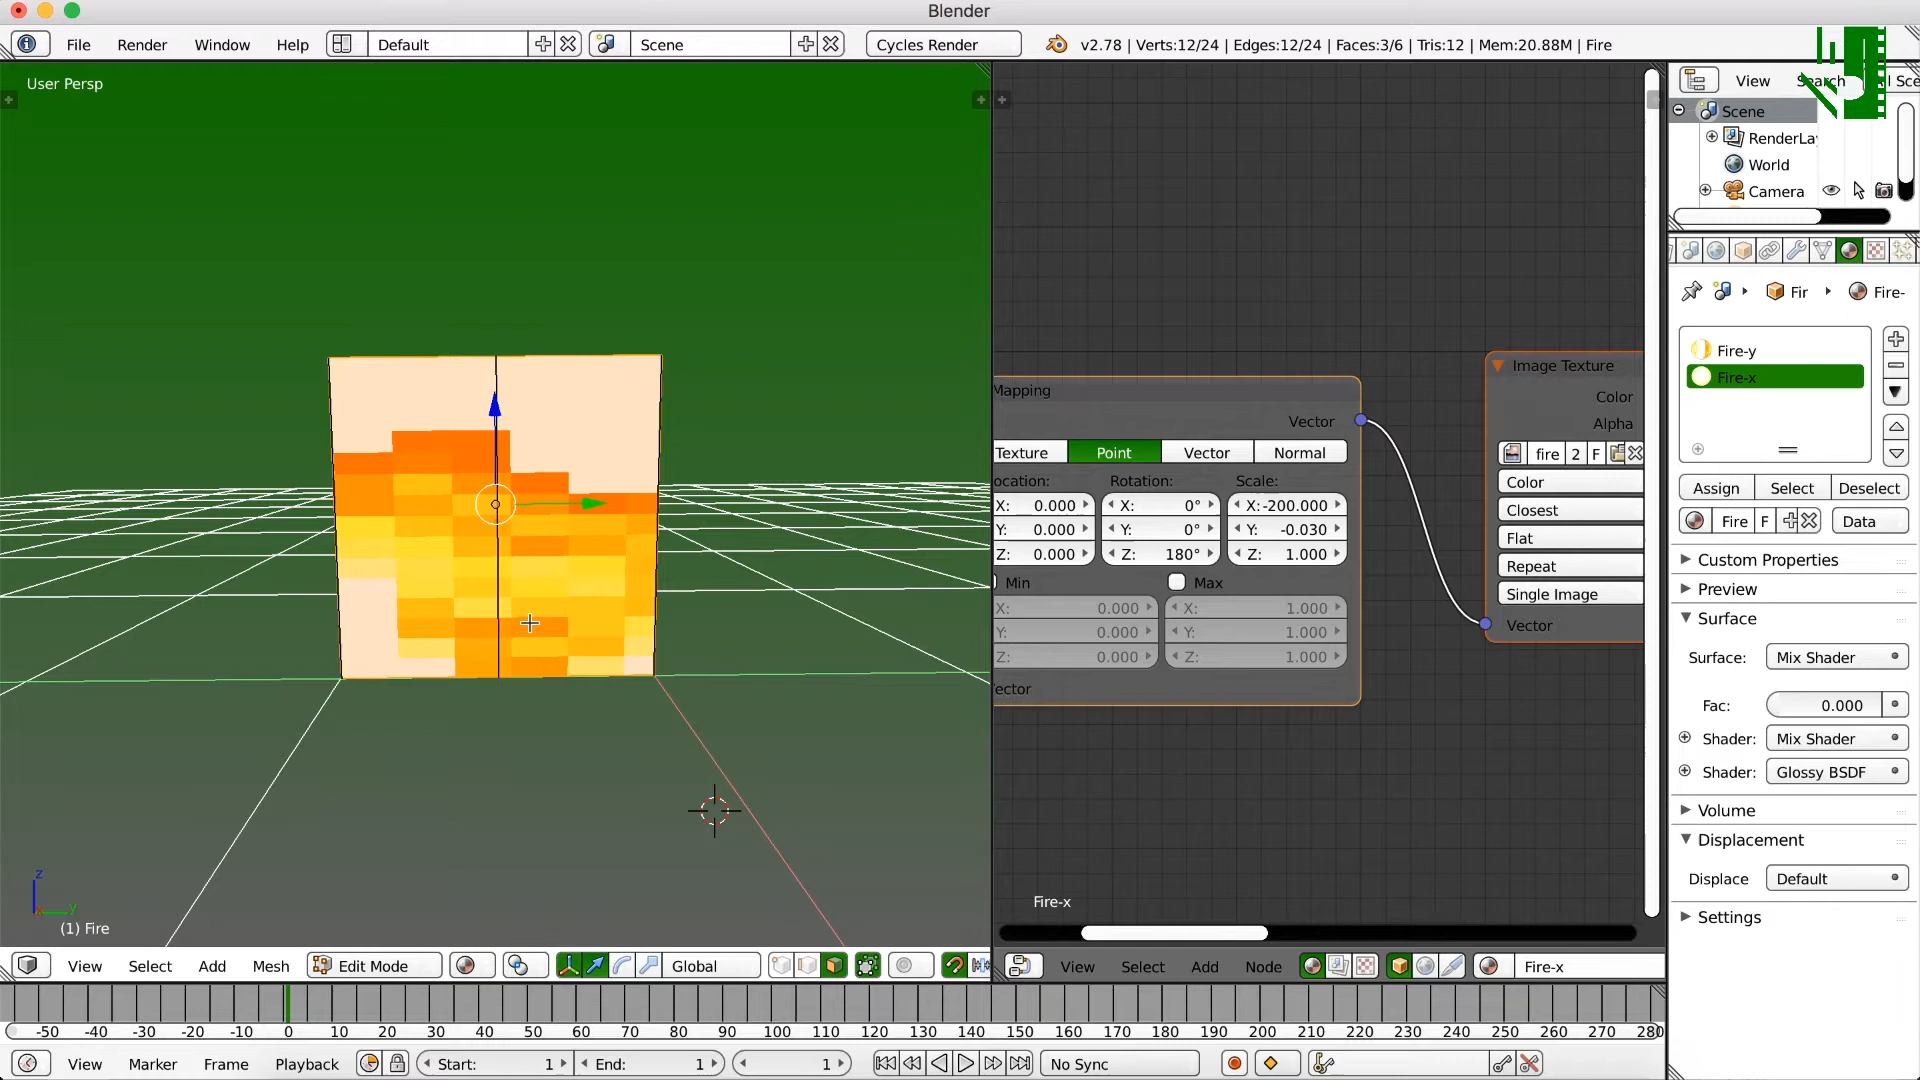 Blender
File Render Window Help Default Scene Cycles Render v2.78 | Verts:12/24 | Edges:12/24 | Faces:3/6 | Tris:12 | Mem:20.88M | Fire
User Persp
View Search All Sce
Scene
RenderLa
World
Camera
Fir Fire-
Fire-y
Fire-x
Assign Select Deselect
Fire F Data
Custom Properties
Preview
Surface
Surface: Mix Shader
Fac: 0.000
Shader: Mix Shader
Shader: Glossy BSDF
Volume
Displacement
Displace Default
Settings
Mapping
Vector
Texture Point Vector Normal
ocation: Rotation: Scale:
X: 0.000 X: 0° X:-200.000
Y: 0.000 Y: 0° Y: -0.030
Z: 0.000 Z: 180° Z: 1.000
Min Max
X: 0.000 X: 1.000
Y: 0.000 Y: 1.000
Z: 0.000 Z: 1.000
ector
Image Texture
Color
Alpha
fire 2 F
Color
Closest
Flat
Repeat
Single Image
Vector
Fire-x
z
y
x
(1) Fire
View Select Add Mesh Edit Mode Global
View Select Add Node Fire-x
-50 -40 -30 -20 -10 0 10 20 30 40 50 60 70 80 90 100 110 120 130 140 150 160 170 180 190 200 210 220 230 240 250 260 270 280
View Marker Frame Playback Start: 1 End: 1 1 No Sync